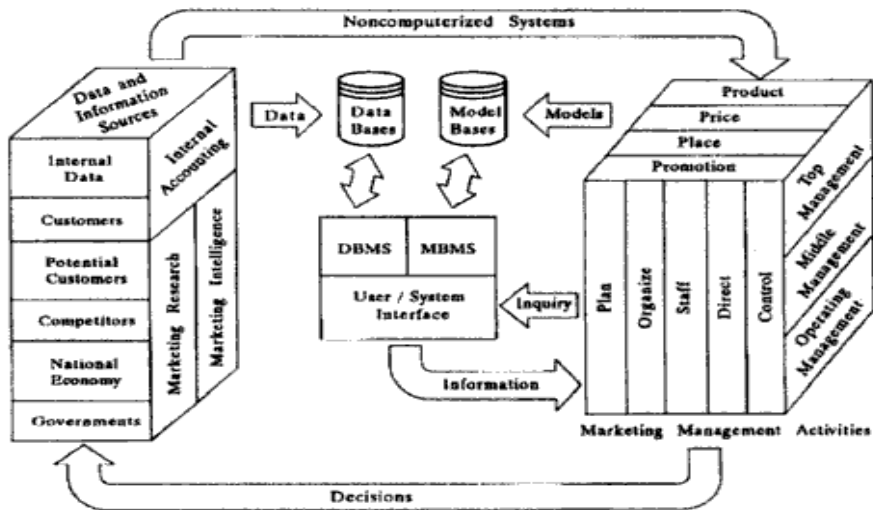 Noncomputerized Systems
Data and
Information
Sources
Internal
Data
Customers
Potential
Customers
Competitors
National
Economy
Governments
Internal
Accounting
Marketing Research
Marketing Intelligence
Data
Data
Bases
Model
Bases
Models
DBMS
MBMS
User / System
Interface
Inquiry
Information
Product
Price
Place
Promotion
Plan
Organize
Staff
Direct
Control
Top
Management
Middle
Management
Operating
Management
Marketing Management Activities
Decisions